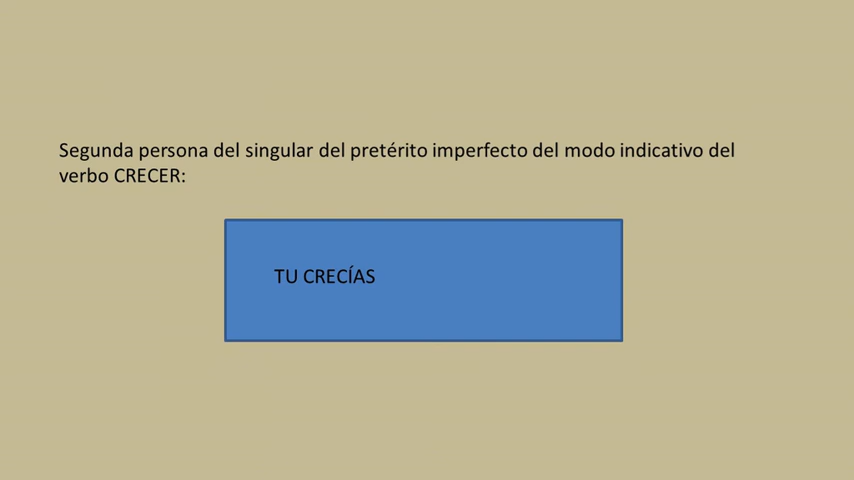 Segunda persona del singular del pretérito imperfecto del modo indicativo del
verbo CRECER:
TU CRECÍAS